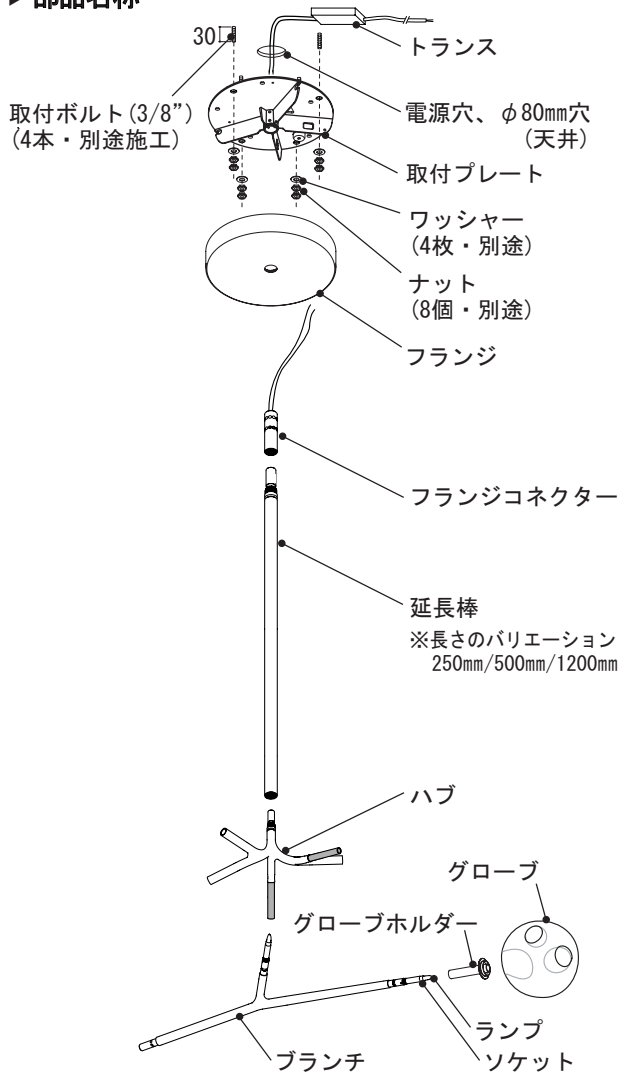 30
トランス
取付ボルト(3/8”)
(4本・別途施工)
電源穴、φ80mm穴
(天井)
取付プレート
ワッシャー
(4枚・別途)
ナット
(8個・別途)
フランジ
フランジコネクター
延長棒
※長さのバリエーション
250mm/500mm/1200mm
ハブ
グローブ
グローブホルダー
ランプ
ソケット
ブランチ